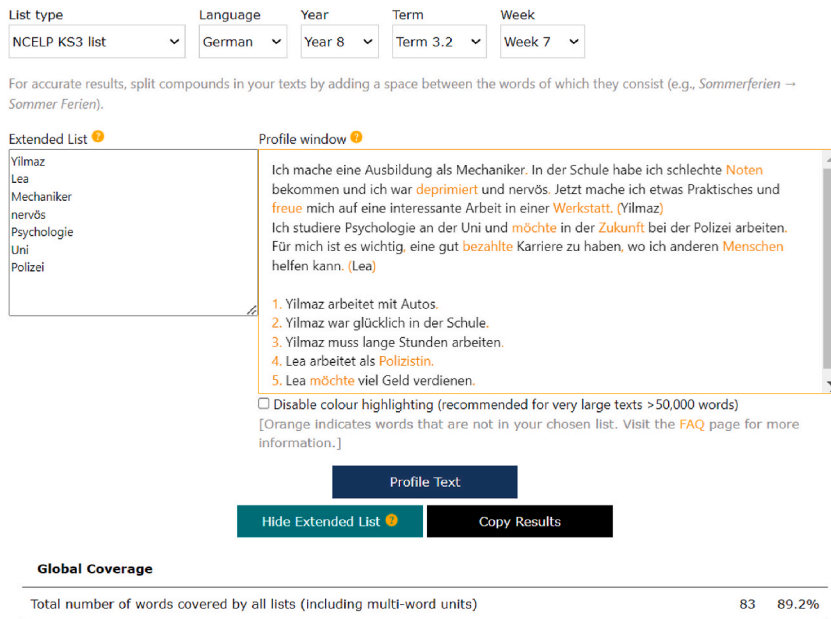 List type Language Year Term Week
NCELP KS3 list German Year 8 Term 3.2 Week 7
For accurate results, split compounds in your texts by adding a space between the words of which they consist (e.g., Sommerferien →
Sommer Ferien).
Extended List ?
Yilmaz
Lea
Mechaniker
nervös
Psychologie
Uni
Polizei
Profile window ?
Ich mache eine Ausbildung als Mechaniker. In der Schule habe ich schlechte Noten
bekommen und ich war deprimiert und nervös. Jetzt mache ich etwas Praktisches und
freue mich auf eine interessante Arbeit in einer Werkstatt. (Yilmaz)
Ich studiere Psychologie an der Uni und möchte in der Zukunft bei der Polizei arbeiten.
Für mich ist es wichtig, eine gut bezahlte Karriere zu haben, wo ich anderen Menschen
helfen kann. (Lea)
1. Yilmaz arbeitet mit Autos.
2. Yilmaz war glücklich in der Schule.
3. Yilmaz muss lange Stunden arbeiten.
4. Lea arbeitet als Polizistin.
5. Lea möchte viel Geld verdienen.
Disable colour highlighting (recommended for very large texts >50,000 words)
[Orange indicates words that are not in your chosen list. Visit the FAQ page for more
information.]
Profile Text
Hide Extended List ? Copy Results
Global Coverage
Total number of words covered by all lists (including multi-word units) 83 89.2%